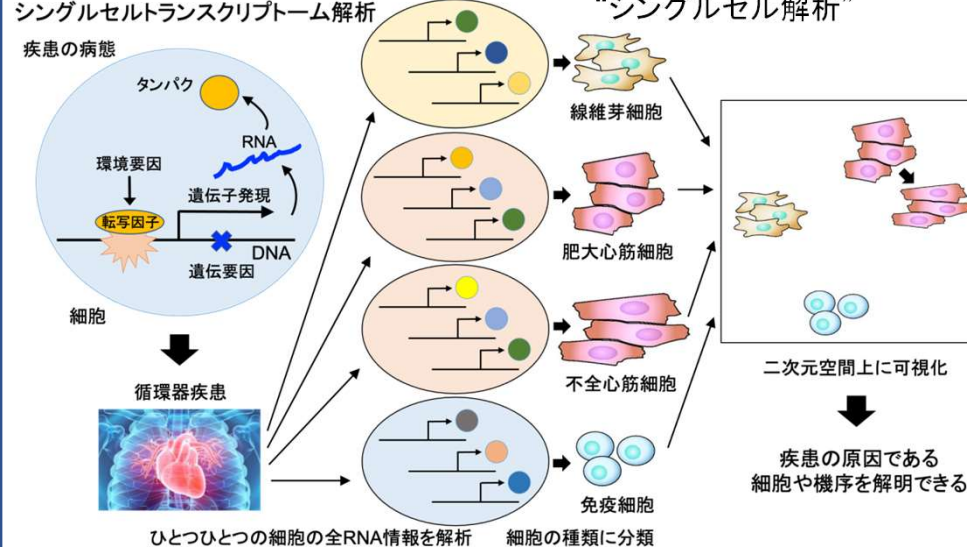 シングルセルトランスクリプトーム解析
“シングルセル解析”
疾患の病態
タンパク
RNA
環境要因
遺伝子発現
転写因子
DNA
遺伝要因
細胞
循環器疾患
線維芽細胞
肥大心筋細胞
不全心筋細胞
免疫細胞
ひとつひとつの細胞の全RNA情報を解析
細胞の種類に分類
二次元空間上に可視化
疾患の原因である
細胞や機序を解明できる